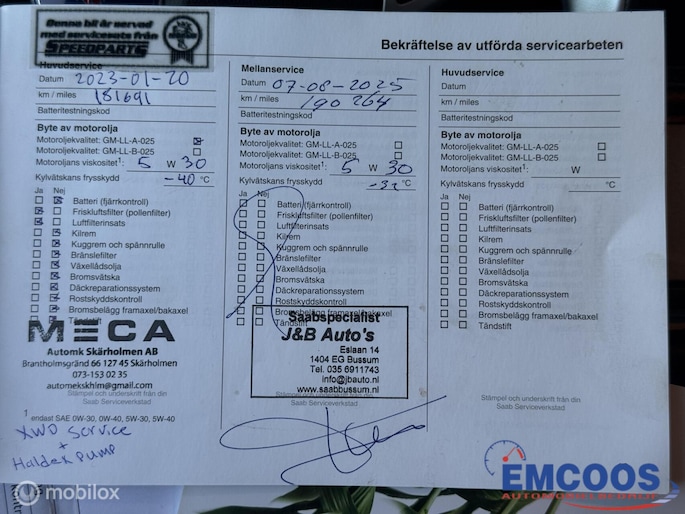 Denna bil är servad
med servicesats från
SPEEDPARTS
Bekräftelse av utförda servicearbeten
Huvudservice
Datum 2023-01-20
km / miles 181691
Batteritestningskod
Byte av motorolja
Motoroljekvalitet: GM-LL-A-025
Motoroljekvalitet: GM-LL-B-025
Motoroljans viskositet¹: 5 W 30
Kylvätskans frysskydd -40 °C
Ja Nej
Batteri (fjärrkontroll)
Friskluftsfilter (pollenfilter)
Luftfilterinsats
Kilrem
Kuggrem och spännrulle
Bränslefilter
Växellådsolja
Bromsvätska
Däckreparationssystem
Rostskyddskontroll
Bromsbelägg framaxel/bakaxel
Tändstift
MECA
Automk Skärholmen AB
Brantholmsgränd 66 127 45 Skärholmen
073-153 02 35
automekskhlm@gmail.com
Stämpel och underskrift från din
Saab Serviceverkstad
¹ endast SAE 0W-30, 0W-40, 5W-30, 5W-40
XWD Service
+
Haldex pump
Mellanservice
Datum 07-08-2025
km / miles 190264
Batteritestningskod
Byte av motorolja
Motoroljekvalitet: GM-LL-A-025
Motoroljekvalitet: GM-LL-B-025
Motoroljans viskositet¹: 5 W 30
Kylvätskans frysskydd -32 °C
Ja Nej
Batteri (fjärrkontroll)
Friskluftsfilter (pollenfilter)
Luftfilterinsats
Kilrem
Kuggrem och spännrulle
Bränslefilter
Växellådsolja
Bromsvätska
Däckreparationssystem
Rostskyddskontroll
Bromsbelägg framaxel/bakaxel
Tändstift
Saabspecialist
J&B Auto's
Eslaan 14
1404 EG Bussum
Tel. 035 6911743
info@jbauto.nl
www.saabbussum.nl
Stämpel och underskrift från din
Saab Serviceverkstad
Huvudservice
Datum
km / miles
Batteritestningskod
Byte av motorolja
Motoroljekvalitet: GM-LL-A-025
Motoroljekvalitet: GM-LL-B-025
Motoroljans viskositet¹: W
Kylvätskans frysskydd °C
Ja Nej
Batteri (fjärrkontroll)
Friskluftsfilter (pollenfilter)
Luftfilterinsats
Kilrem
Kuggrem och spännrulle
Bränslefilter
Växellådsolja
Bromsvätska
Däckreparationssystem
Rostskyddskontroll
Bromsbelägg framaxel/bakaxel
Tändstift
Stämpel och underskrift från din
Saab Serviceverkstad
EMCOOS
AUTOMOBIELBEDRIJF
mobilox